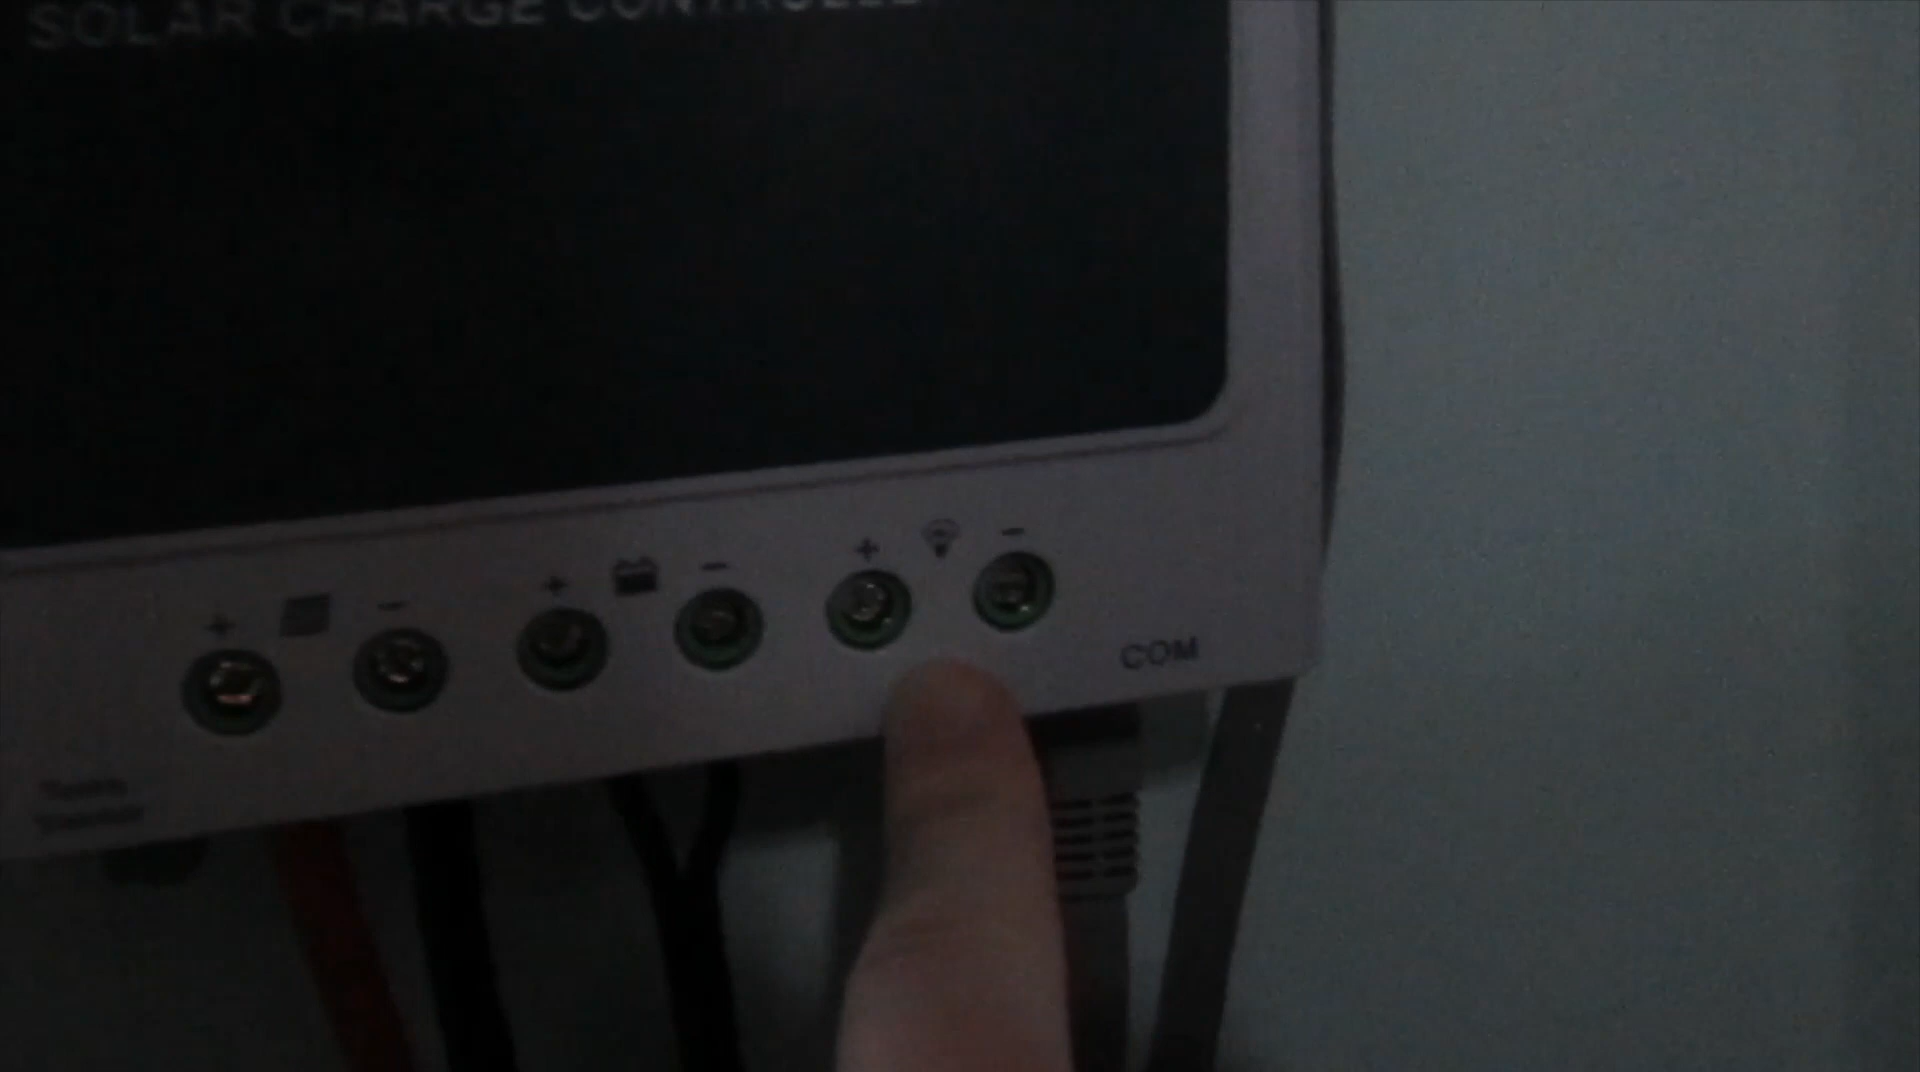 SOLAR CHARGE CONTROLLER
+ - + - + -
COM